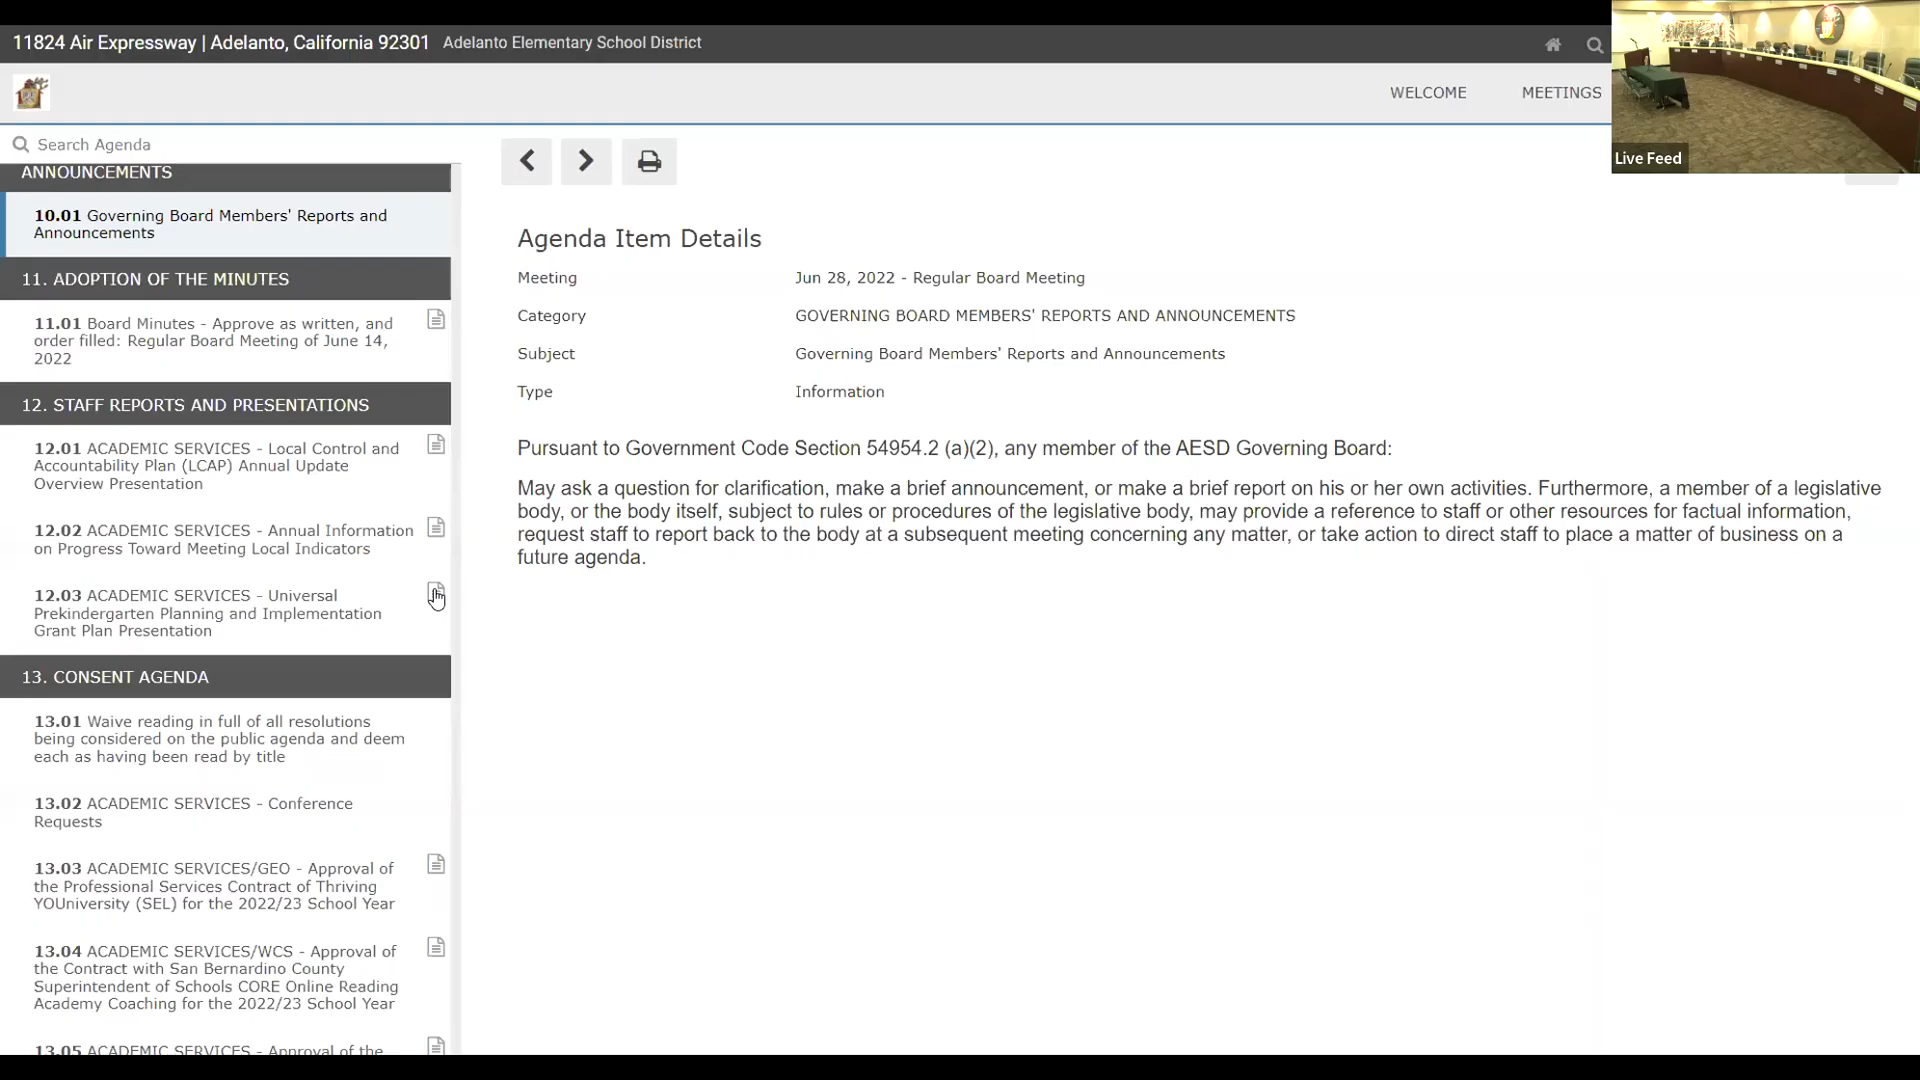 11824 Air Expressway | Adelanto, California 92301 Adelanto Elementary School District
WELCOME MEETINGS
Live Feed
Search Agenda
ANNOUNCEMENTS
10.01 Governing Board Members' Reports and
Announcements
11. ADOPTION OF THE MINUTES
11.01 Board Minutes - Approve as written, and
order filled: Regular Board Meeting of June 14,
2022
12. STAFF REPORTS AND PRESENTATIONS
12.01 ACADEMIC SERVICES - Local Control and
Accountability Plan (LCAP) Annual Update
Overview Presentation
12.02 ACADEMIC SERVICES - Annual Information
on Progress Toward Meeting Local Indicators
12.03 ACADEMIC SERVICES - Universal
Prekindergarten Planning and Implementation
Grant Plan Presentation
13. CONSENT AGENDA
13.01 Waive reading in full of all resolutions
being considered on the public agenda and deem
each as having been read by title
13.02 ACADEMIC SERVICES - Conference
Requests
13.03 ACADEMIC SERVICES/GEO - Approval of
the Professional Services Contract of Thriving
YOUniversity (SEL) for the 2022/23 School Year
13.04 ACADEMIC SERVICES/WCS - Approval of
the Contract with San Bernardino County
Superintendent of Schools CORE Online Reading
Academy Coaching for the 2022/23 School Year
13.05 ACADEMIC SERVICES - Approval of the
Agenda Item Details
Meeting Jun 28, 2022 - Regular Board Meeting
Category GOVERNING BOARD MEMBERS' REPORTS AND ANNOUNCEMENTS
Subject Governing Board Members' Reports and Announcements
Type Information
Pursuant to Government Code Section 54954.2 (a)(2), any member of the AESD Governing Board:
May ask a question for clarification, make a brief announcement, or make a brief report on his or her own activities. Furthermore, a member of a legislative
body, or the body itself, subject to rules or procedures of the legislative body, may provide a reference to staff or other resources for factual information,
request staff to report back to the body at a subsequent meeting concerning any matter, or take action to direct staff to place a matter of business on a
future agenda.